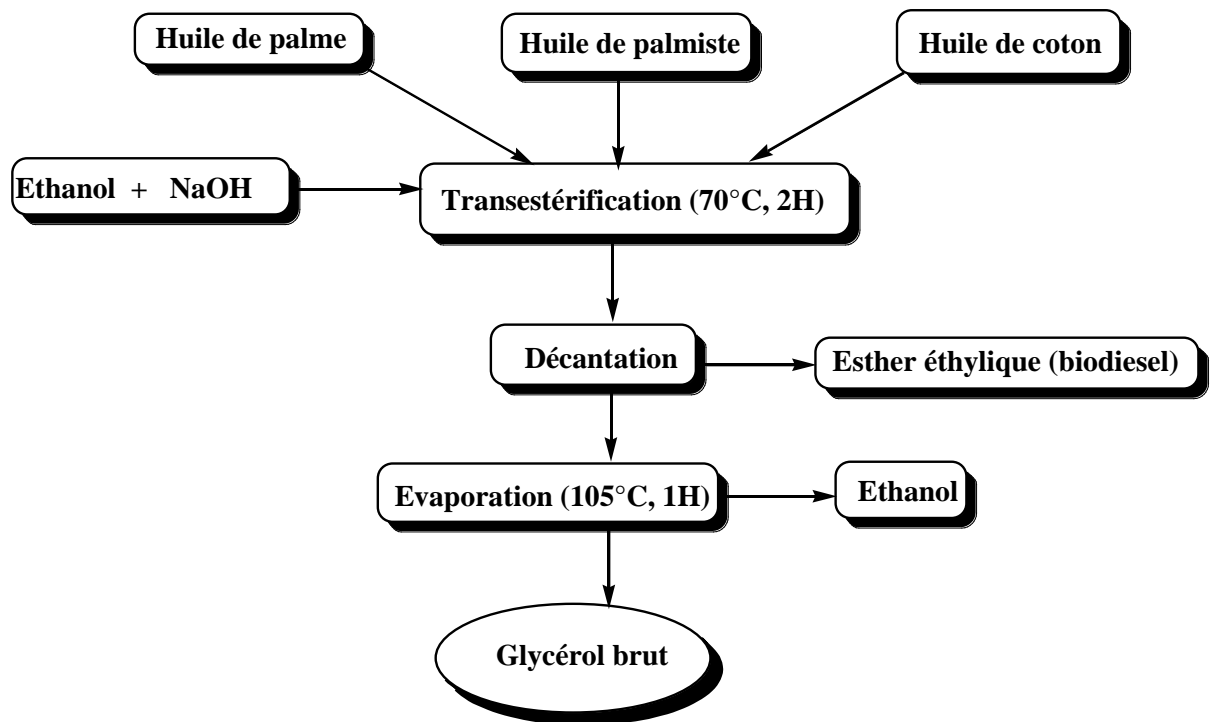 Huile de palme
Huile de palmiste
Huile de coton
Ethanol + NaOH
Transestérification (70°C, 2H)
Décantation
Esther éthylique (biodiesel)
Evaporation (105°C, 1H)
Ethanol
Glycérol brut